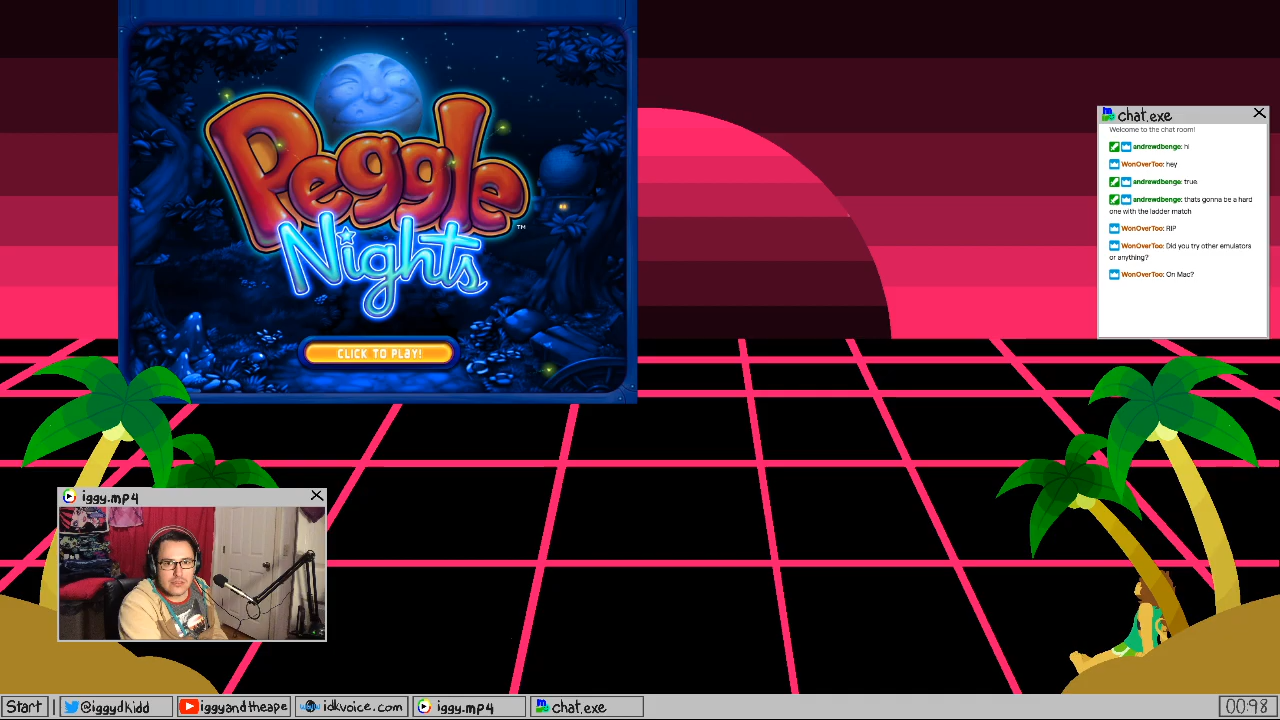 Peggle
Nights
™
CLICK TO PLAY!
chat.exe
Welcome to the chat room!
andrewdbenge: hi
WonOverToo: hey
andrewdbenge: true
andrewdbenge: thats gonna be a hard
one with the ladder match
WonOverToo: RIP
WonOverToo: Did you try other emulators
or anything?
WonOverToo: On Mac?
iggy.mp4
Start
@iggydkidd
iggyandtheape
www idkvoice.com
iggy.mp4
chat.exe
00:98